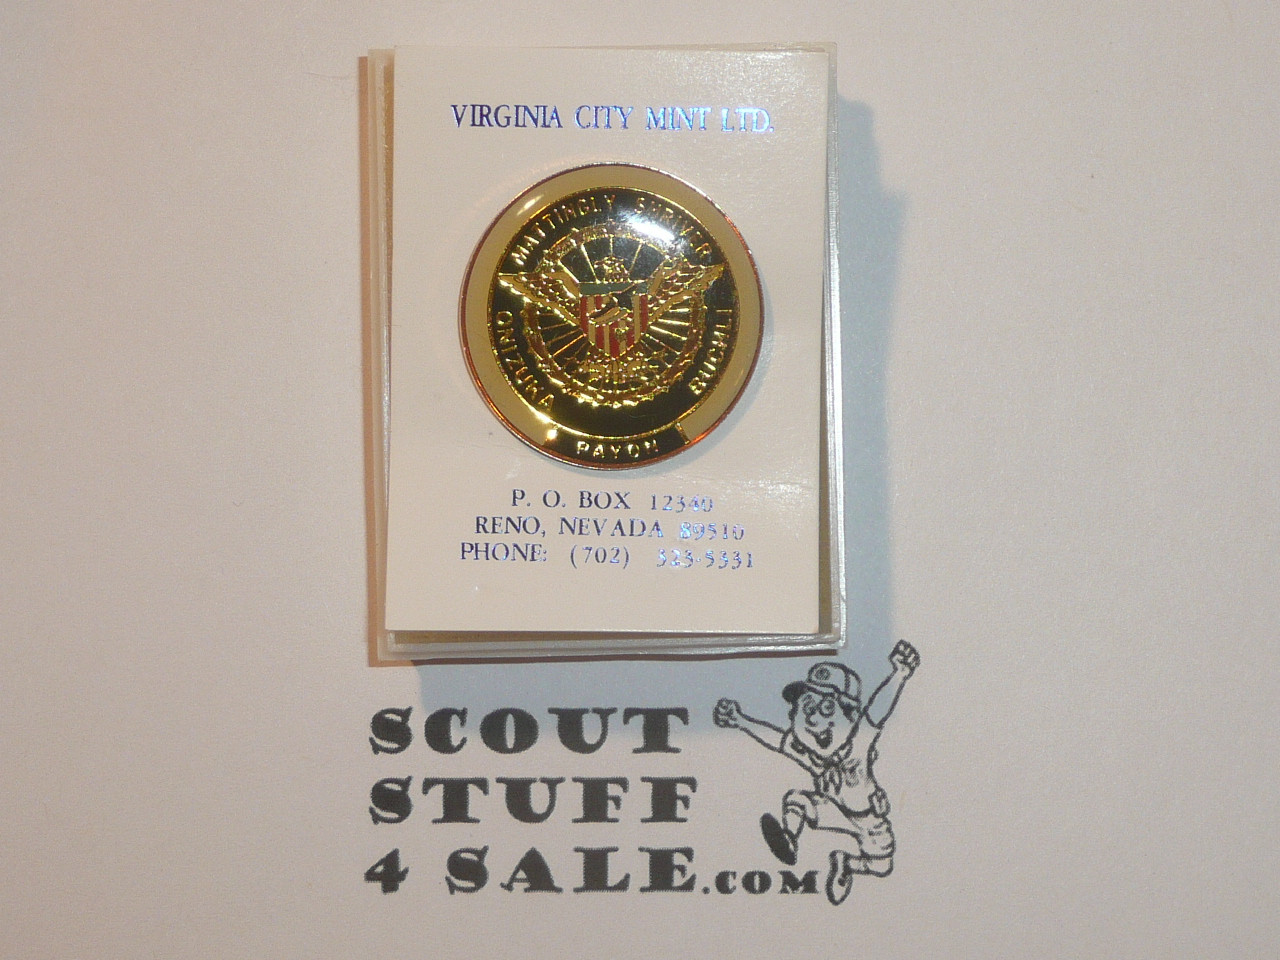 VIRGINIA CITY MINT LTD.
MATTINGLY SHRIVER
ONIZUKA
BUCHLI
PAYON
P. O. BOX 12340
RENO, NEVADA 89510
PHONE: (702) 323-5331
SCOUT
STUFF
4 SALE.COM